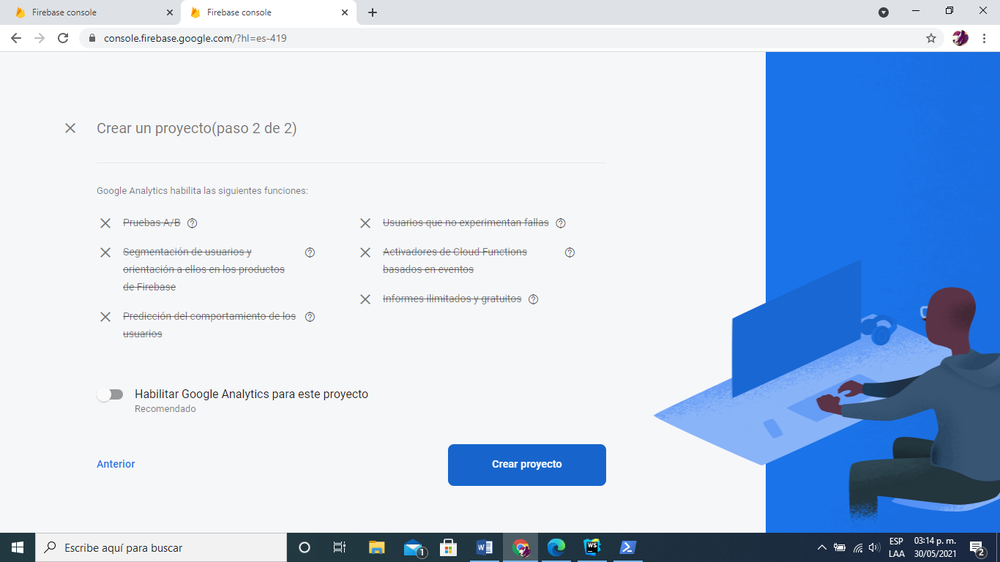 Firebase console
Firebase console
console.firebase.google.com/?hl=es-419
Crear un proyecto(paso 2 de 2)
Google Analytics habilita las siguientes funciones:
Pruebas A/B
Segmentación de usuarios y
orientación a ellos en los productos
de Firebase
Predicción del comportamiento de los
usuarios
Usuarios que no experimentan fallas
Activadores de Cloud Functions
basados en eventos
Informes ilimitados y gratuitos
Habilitar Google Analytics para este proyecto
Recomendado
Anterior
Crear proyecto
Escribe aquí para buscar
1
W
WS
ESP
LAA
03:14 p. m.
30/05/2021
2